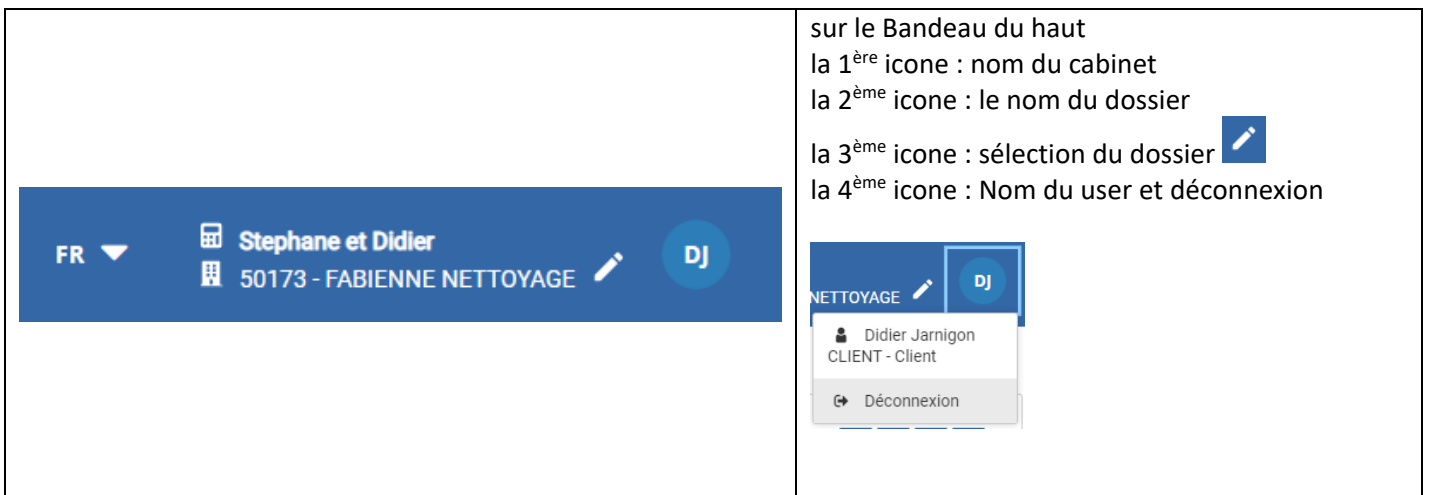 FR
Stephane et Didier
50173 - FABIENNE NETTOYAGE
DJ
sur le Bandeau du haut
la 1ère icone : nom du cabinet
la 2ème icone : le nom du dossier
la 3ème icone : sélection du dossier
la 4ème icone : Nom du user et déconnexion
NETTOYAGE
DJ
Didier Jarnigon
CLIENT - Client
Déconnexion